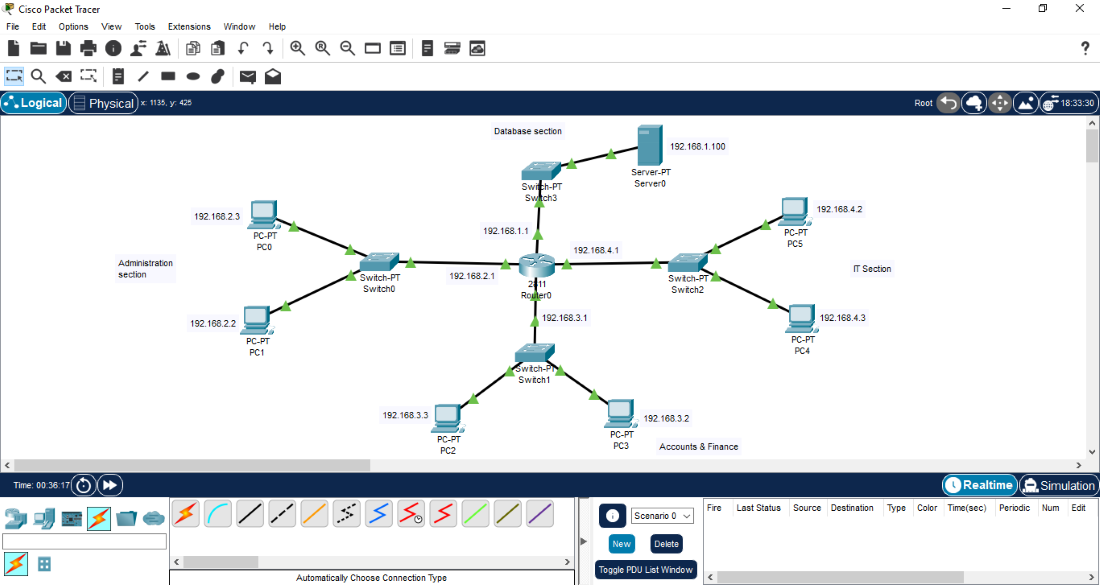 Cisco Packet Tracer
File Edit Options View Tools Extensions Window Help
?
Logical Physical x: 1135, y: 425 Root 18:33:30
Database section
192.168.1.100
Server-PT
Server0
Switch-PT
Switch3
192.168.2.3
PC-PT
PC0
192.168.1.1
192.168.4.2
PC-PT
PC5
192.168.4.1
Administration
section
192.168.2.1
Switch-PT
Switch0
2811
Router0
Switch-PT
Switch2
IT Section
192.168.2.2
PC-PT
PC1
192.168.3.1
192.168.4.3
PC-PT
PC4
Switch-PT
Switch1
192.168.3.3
PC-PT
PC2
192.168.3.2
PC-PT
PC3
Accounts & Finance
Time: 00:36:17 Realtime Simulation
Scenario 0
New Delete
Toggle PDU List Window
Fire Last Status Source Destination Type Color Time(sec) Periodic Num Edit
Automatically Choose Connection Type